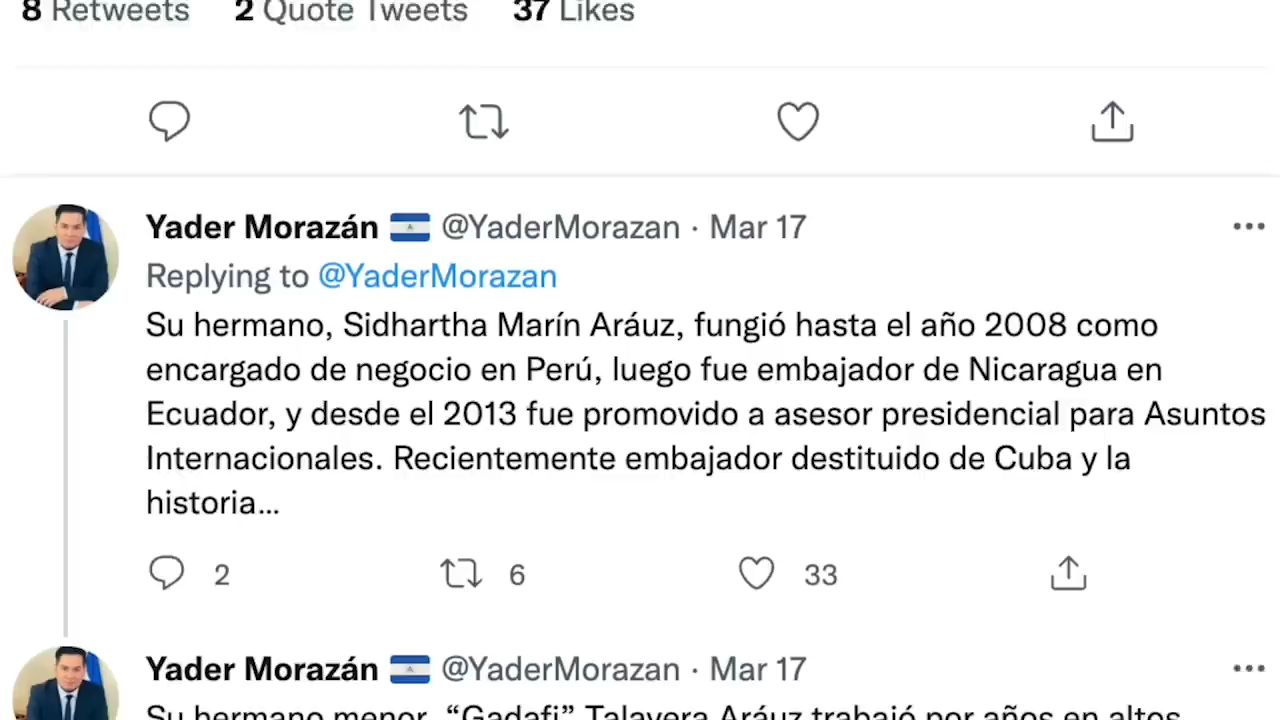 8 Retweets 2 Quote Tweets 37 Likes
Yader Morazán @YaderMorazan · Mar 17
Replying to @YaderMorazan
Su hermano, Sidhartha Marín Aráuz, fungió hasta el año 2008 como
encargado de negocio en Perú, luego fue embajador de Nicaragua en
Ecuador, y desde el 2013 fue promovido a asesor presidencial para Asuntos
Internacionales. Recientemente embajador destituido de Cuba y la
historia...
2 6 33
Yader Morazán @YaderMorazan · Mar 17
Su hermano menor, “Gadafi” Talavera Aráuz trabajó por años en altos